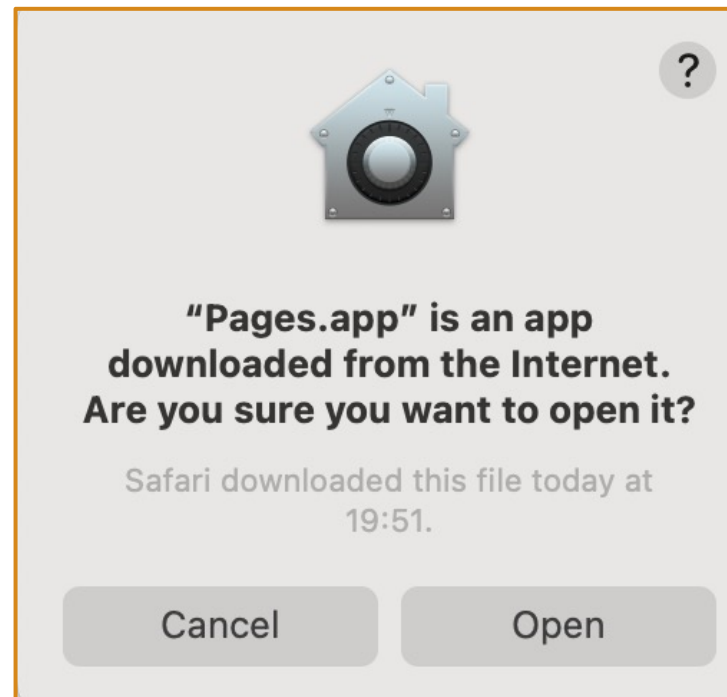 ?
“Pages.app” is an app
downloaded from the Internet.
Are you sure you want to open it?
Safari downloaded this file today at
19:51.
Cancel
Open